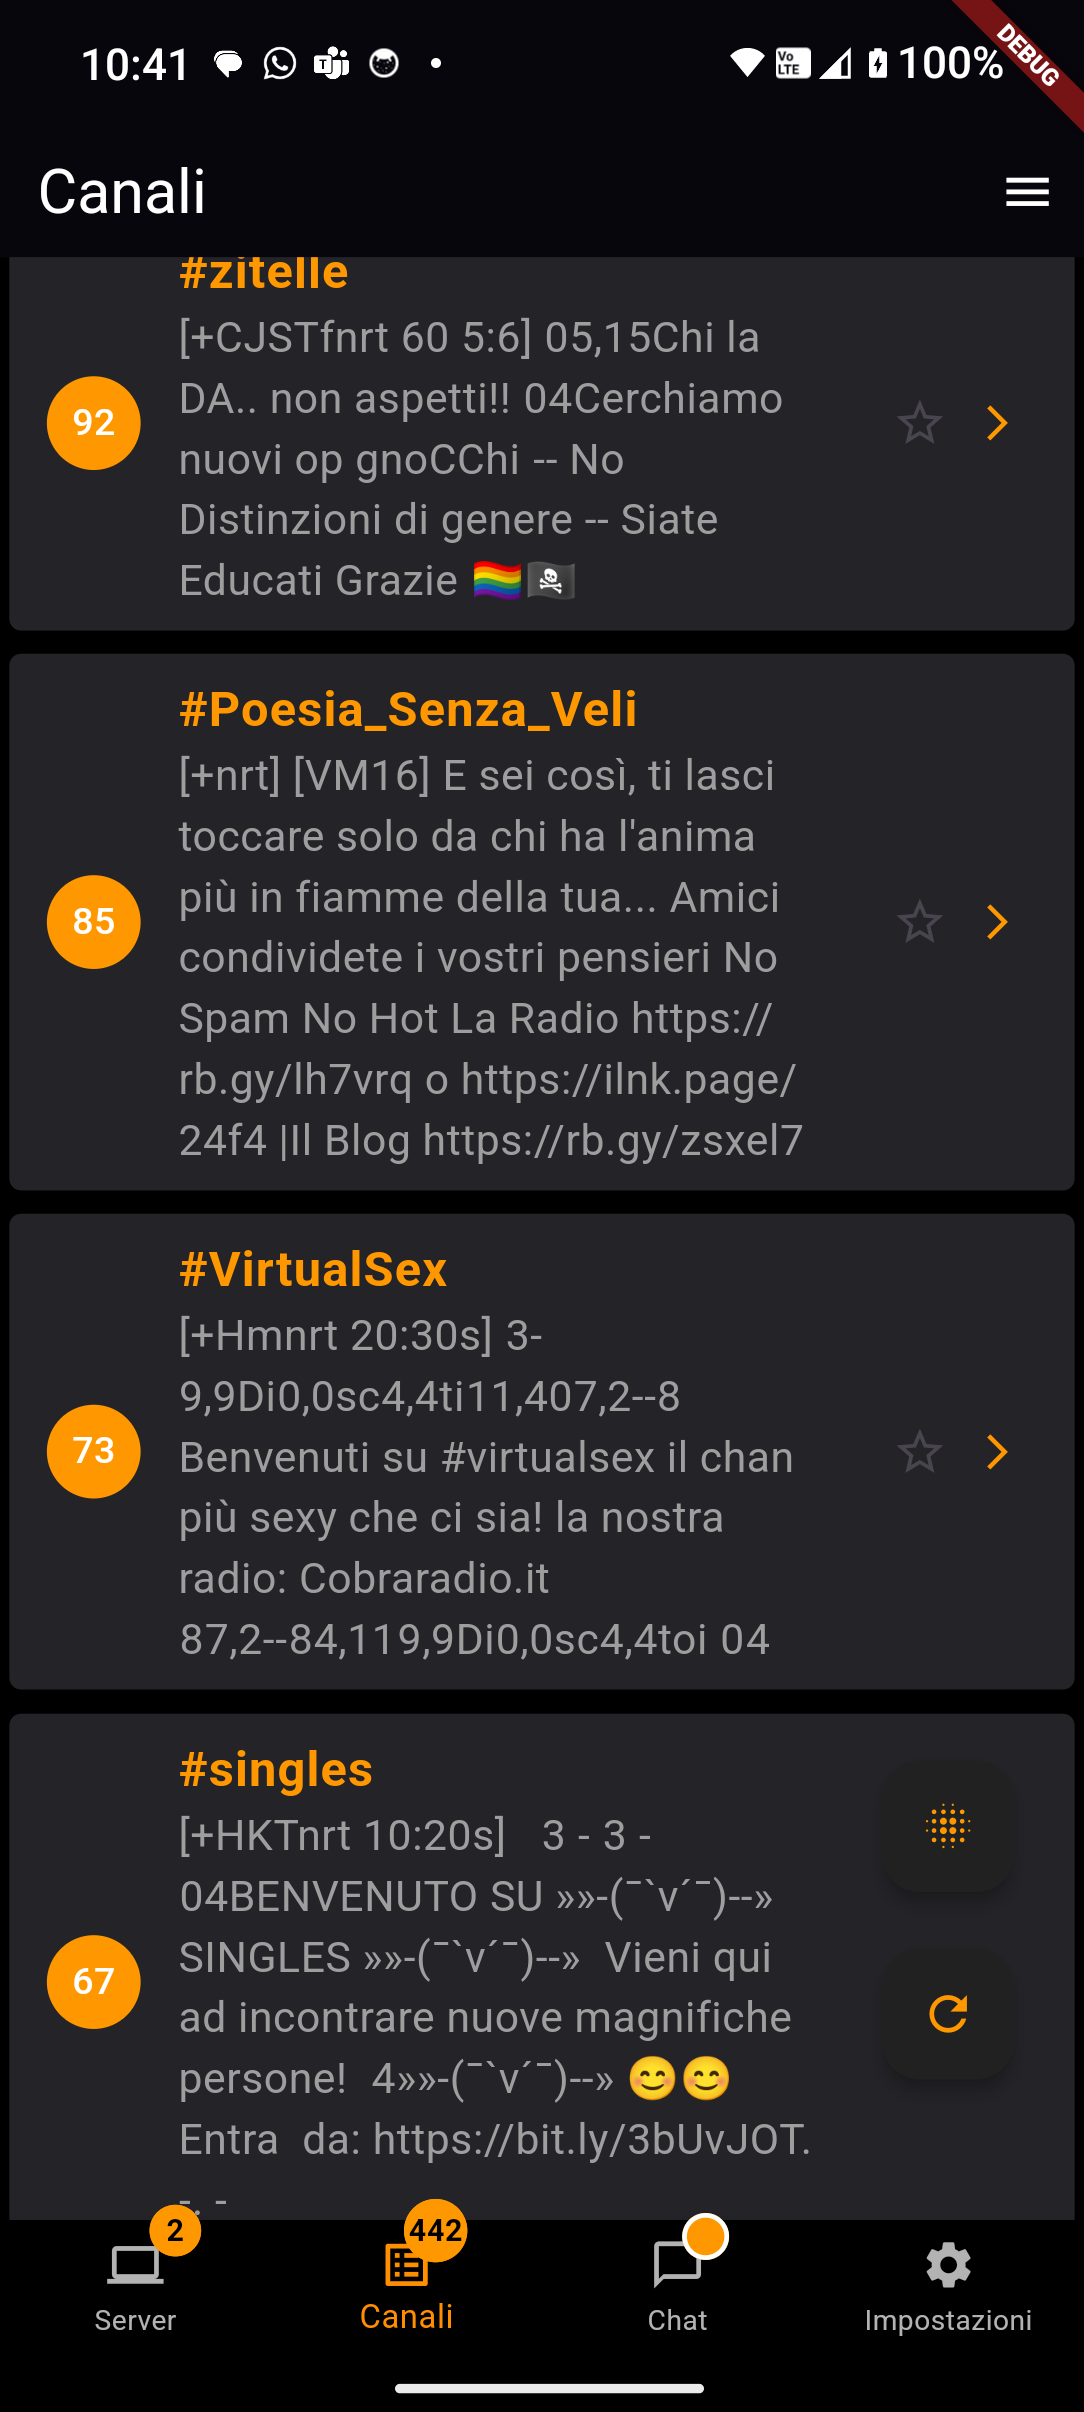 10:41
Vo LTE
100%
DEBUG
Canali
#zitelle
[+CJSTfnrt 60 5:6] 05,15Chi la
DA.. non aspetti!! 04Cerchiamo
nuovi op gnoCChi -- No
Distinzioni di genere -- Siate
Educati Grazie 🏳️‍🌈🏴‍☠️
92
#Poesia_Senza_Veli
[+nrt] [VM16] E sei così, ti lasci
toccare solo da chi ha l'anima
più in fiamme della tua... Amici
condividete i vostri pensieri No
Spam No Hot La Radio https://
rb.gy/lh7vrq o https://ilnk.page/
24f4 |Il Blog https://rb.gy/zsxel7
85
#VirtualSex
[+Hmnrt 20:30s] 3-
9,9Di0,0sc4,4ti11,407,2--8
Benvenuti su #virtualsex il chan
più sexy che ci sia! la nostra
radio: Cobraradio.it
87,2--84,119,9Di0,0sc4,4toi 04
73
#singles
[+HKTnrt 10:20s]   3 - 3 -
04BENVENUTO SU »»-(¯`v´¯)--»
SINGLES »»-(¯`v´¯)--»  Vieni qui
ad incontrare nuove magnifiche
persone!  4»»-(¯`v´¯)--» 😊😊
Entra  da: https://bit.ly/3bUvJOT.
-. -
67
2
442
Server
Canali
Chat
Impostazioni